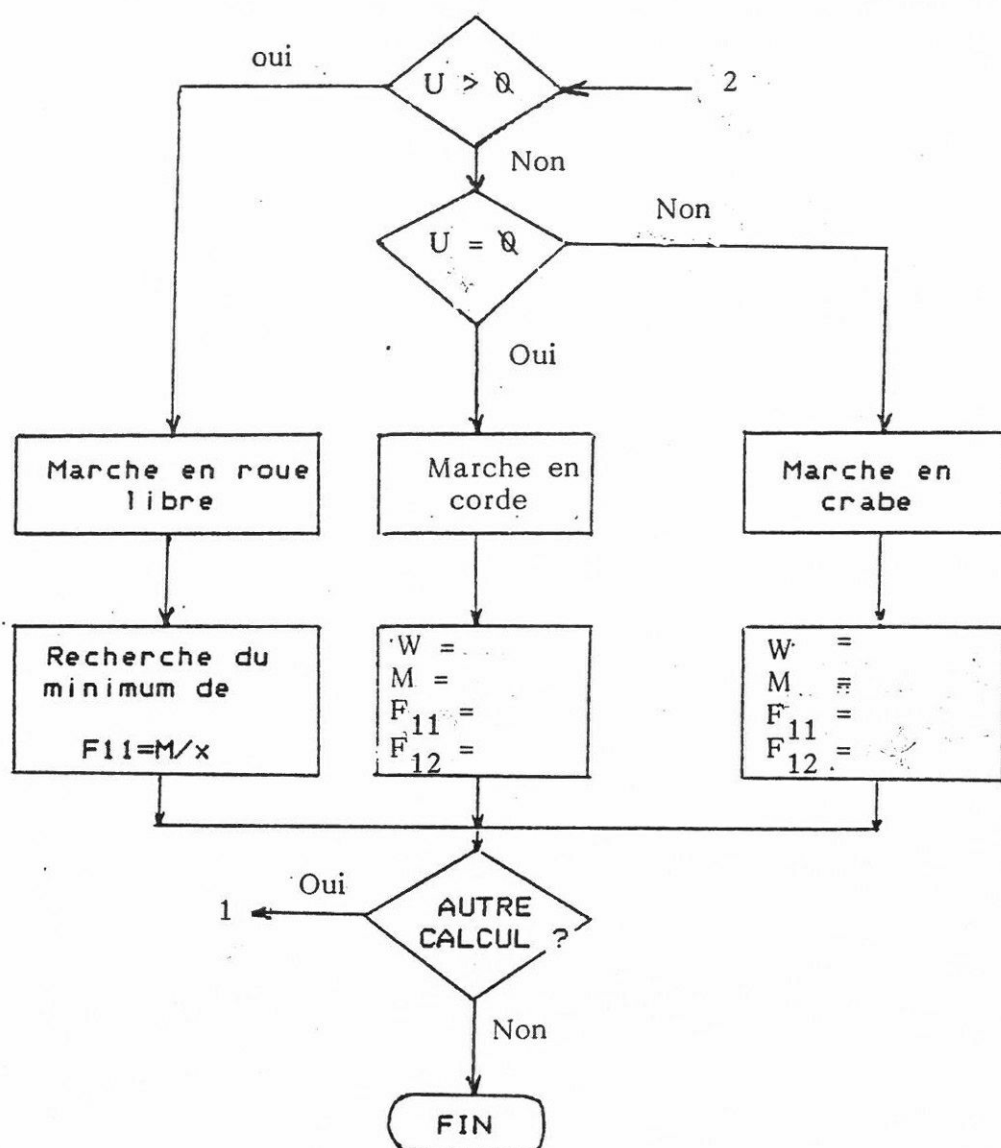 oui
U > 0
2
Non
U = 0
Non
Oui
Marche en roue
libre
Marche en
corde
Marche en
crabe
Recherche du
minimum de
F11=M/x
W =
M =
F11 =
F12 =
W =
M =
F11 =
F12 =
Oui
1
AUTRE
CALCUL ?
Non
FIN